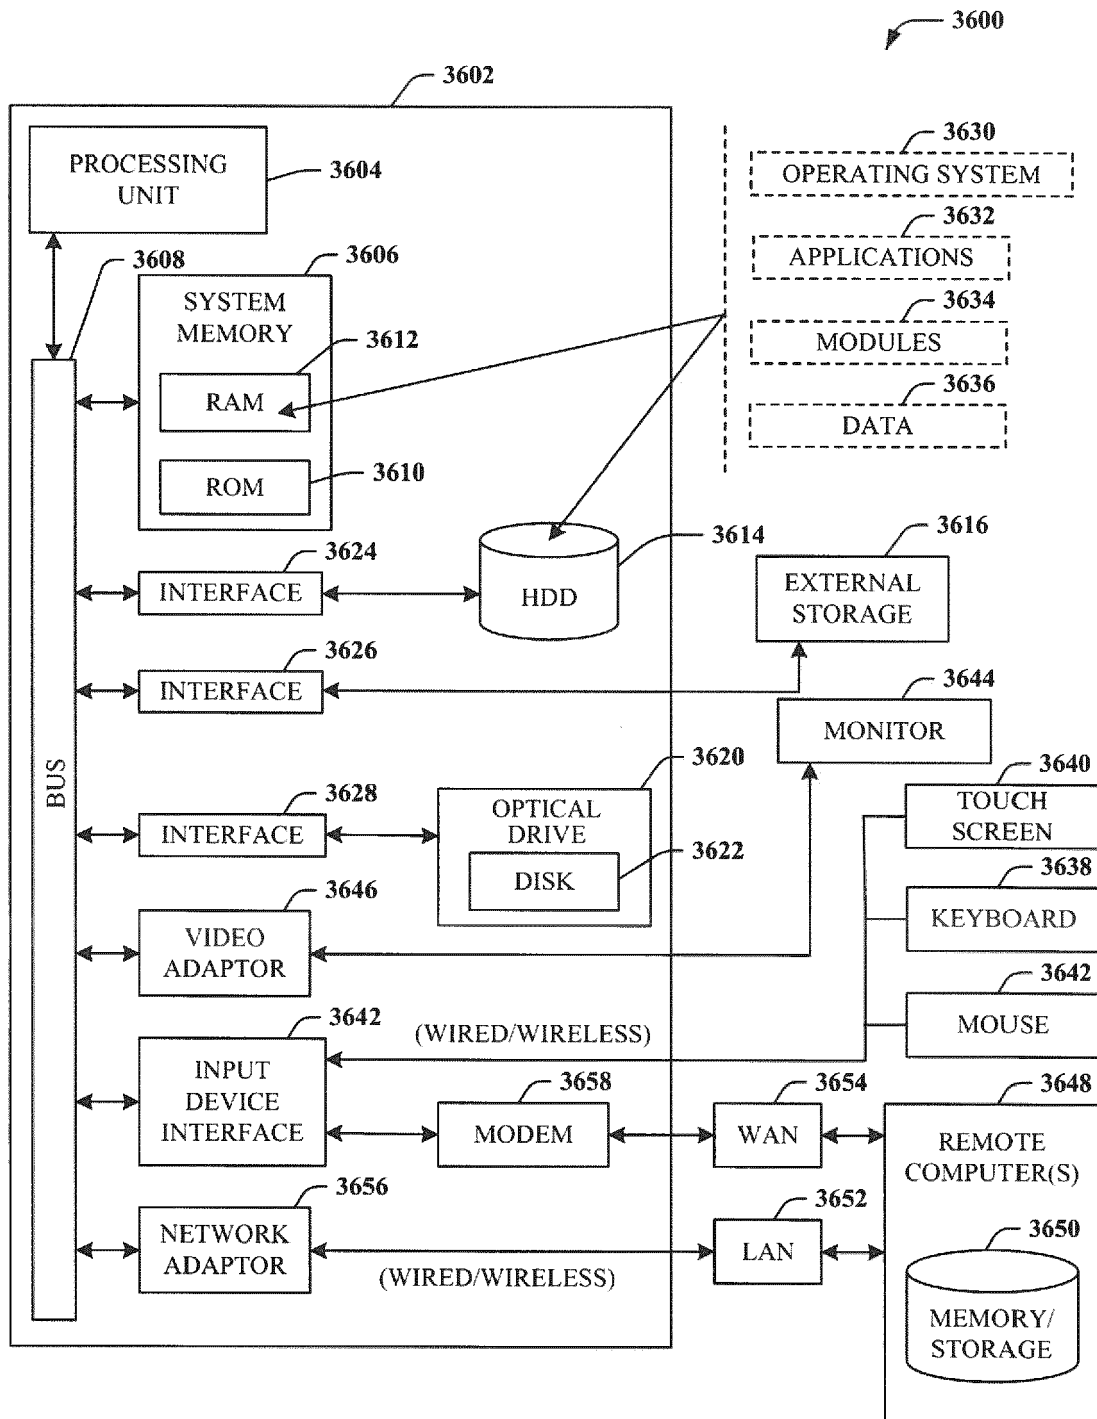 3600
3602
PROCESSING
UNIT
3604
3630
OPERATING SYSTEM
3632
APPLICATIONS
3634
MODULES
3636
DATA
3608
3606
SYSTEM
MEMORY
3612
RAM
3610
ROM
3624
INTERFACE
3614
HDD
3616
EXTERNAL
STORAGE
3626
INTERFACE
3644
MONITOR
BUS
3628
INTERFACE
3620
OPTICAL
DRIVE
3622
DISK
3640
TOUCH
SCREEN
3638
KEYBOARD
3642
MOUSE
3646
VIDEO
ADAPTOR
3642
INPUT
DEVICE
INTERFACE
(WIRED/WIRELESS)
3658
MODEM
3654
WAN
3648
REMOTE
COMPUTER(S)
3656
NETWORK
ADAPTOR
(WIRED/WIRELESS)
3652
LAN
3650
MEMORY/
STORAGE